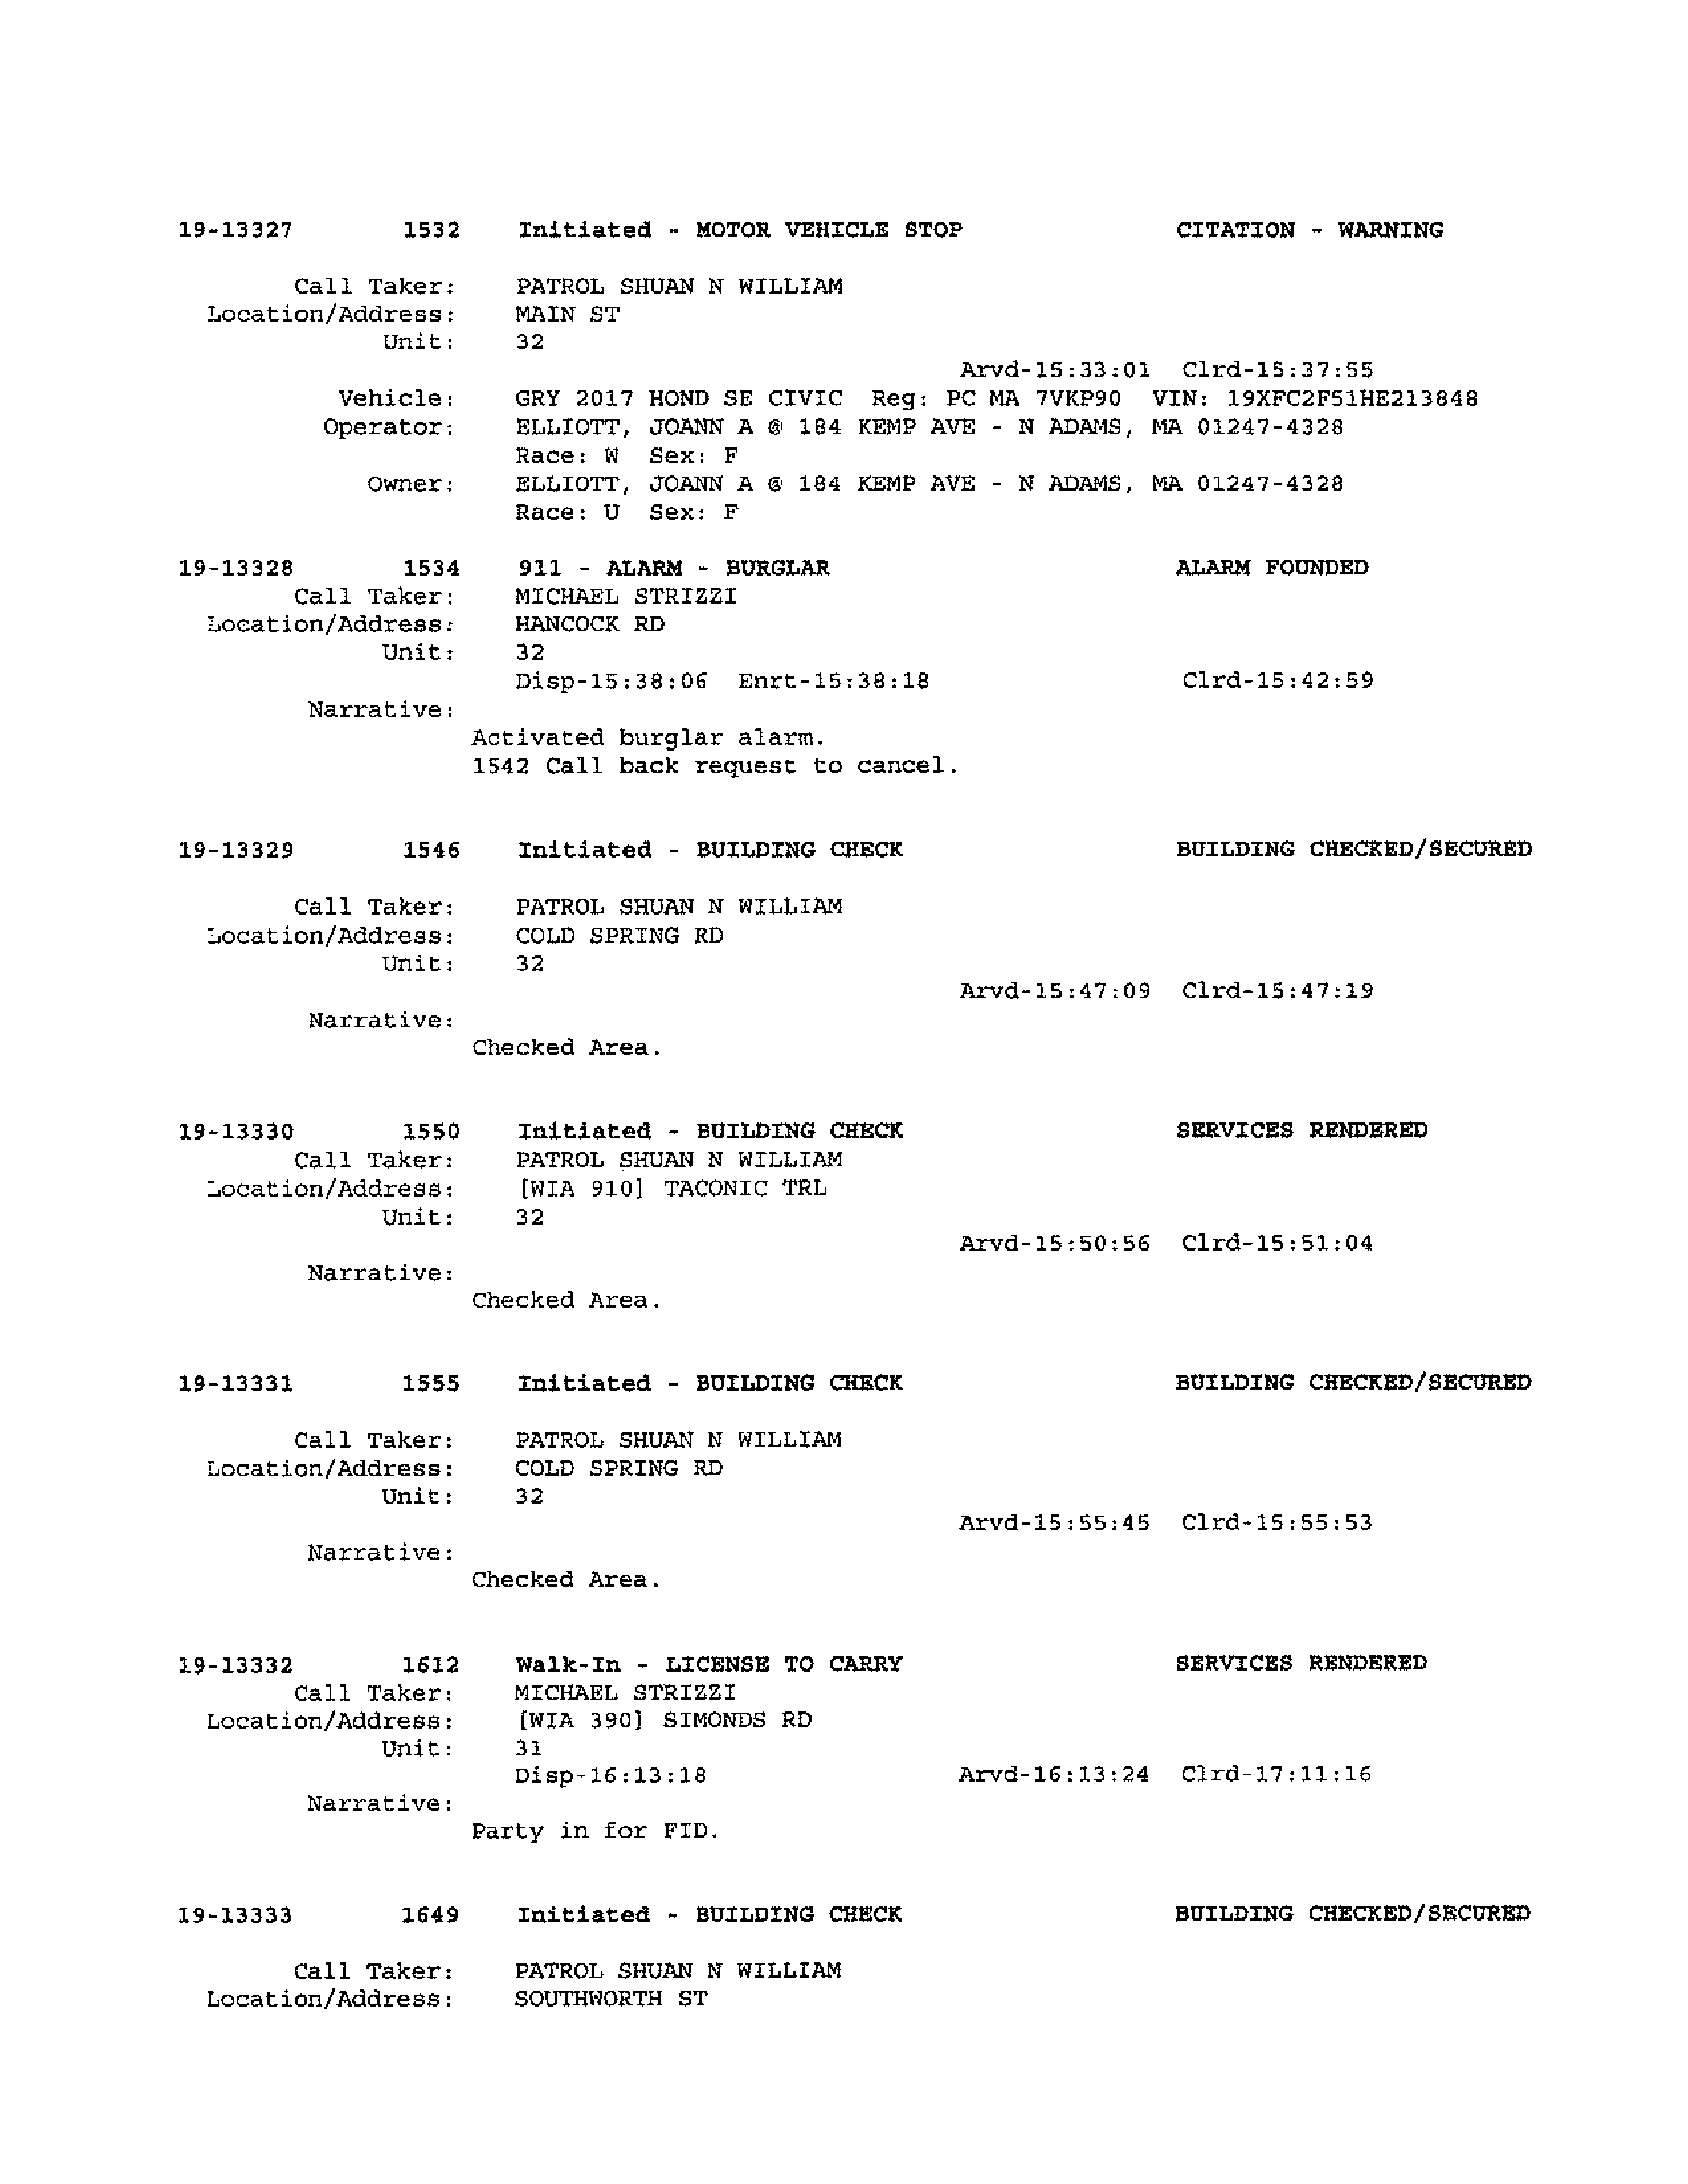 19-13327 1532 Initiated - MOTOR VEHICLE STOP CITATION - WARNING
Call Taker: PATROL SHUAN N WILLIAM
Location/Address: MAIN ST
Unit: 32
Arvd-15:33:01 Clrd-15:37:55
Vehicle: GRY 2017 HOND SE CIVIC Reg: PC MA 7VKP90 VIN: 19XFC2F51HE213848
Operator: ELLIOTT, JOANN A @ 184 KEMP AVE - N ADAMS, MA 01247-4328
Race: W Sex: F
Owner: ELLIOTT, JOANN A @ 184 KEMP AVE - N ADAMS, MA 01247-4328
Race: U Sex: F
19-13328 1534 911 - ALARM - BURGLAR ALARM FOUNDED
Call Taker: MICHAEL STRIZZI
Location/Address: HANCOCK RD
Unit: 32
Disp-15:38:06 Enrt-15:38:18 Clrd-15:42:59
Narrative:
Activated burglar alarm.
1542 Call back request to cancel.
19-13329 1546 Initiated - BUILDING CHECK BUILDING CHECKED/SECURED
Call Taker: PATROL SHUAN N WILLIAM
Location/Address: COLD SPRING RD
Unit: 32
Arvd-15:47:09 Clrd-15:47:19
Narrative:
Checked Area.
19-13330 1550 Initiated - BUILDING CHECK SERVICES RENDERED
Call Taker: PATROL SHUAN N WILLIAM
Location/Address: [WIA 910] TACONIC TRL
Unit: 32
Arvd-15:50:56 Clrd-15:51:04
Narrative:
Checked Area.
19-13331 1555 Initiated - BUILDING CHECK BUILDING CHECKED/SECURED
Call Taker: PATROL SHUAN N WILLIAM
Location/Address: COLD SPRING RD
Unit: 32
Arvd-15:55:45 Clrd-15:55:53
Narrative:
Checked Area.
19-13332 1612 Walk-In - LICENSE TO CARRY SERVICES RENDERED
Call Taker: MICHAEL STRIZZI
Location/Address: [WIA 390] SIMONDS RD
Unit: 31
Disp-16:13:18 Arvd-16:13:24 Clrd-17:11:16
Narrative:
Party in for FID.
19-13333 1649 Initiated - BUILDING CHECK BUILDING CHECKED/SECURED
Call Taker: PATROL SHUAN N WILLIAM
Location/Address: SOUTHWORTH ST